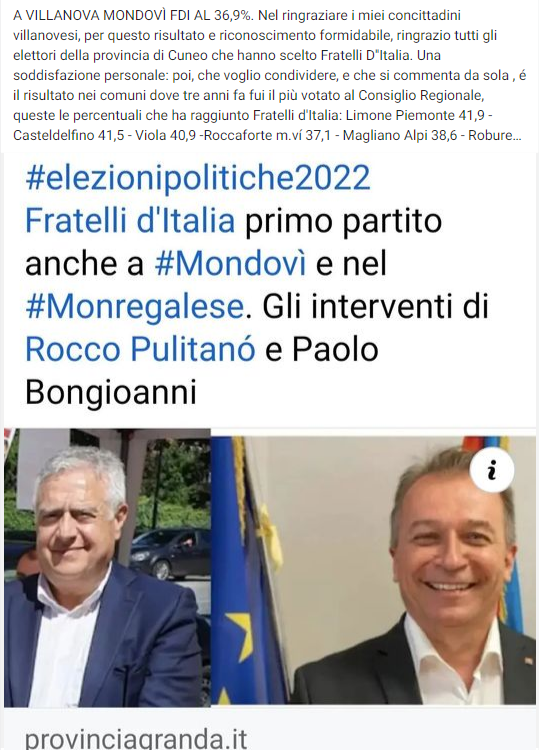 A VILLANOVA MONDOVÌ FDI AL 36,9%. Nel ringraziare i miei concittadini
villanovesi, per questo risultato e riconoscimento formidabile, ringrazio tutti gli
elettori della provincia di Cuneo che hanno scelto Fratelli D"Italia. Una
soddisfazione personale: poi, che voglio condividere, e che si commenta da sola , é
il risultato nei comuni dove tre anni fa fui il più votato al Consiglio Regionale,
queste le percentuali che ha raggiunto Fratelli d'Italia: Limone Piemonte 41,9 -
Casteldelfino 41,5 - Viola 40,9 -Roccaforte m.ví 37,1 - Magliano Alpi 38,6 - Robure...
#elezionipolitiche2022
Fratelli d'Italia primo partito
anche a #Mondovì e nel
#Monregalese. Gli interventi di
Rocco Pulitanó e Paolo
Bongioanni
i
provinciagranda.it